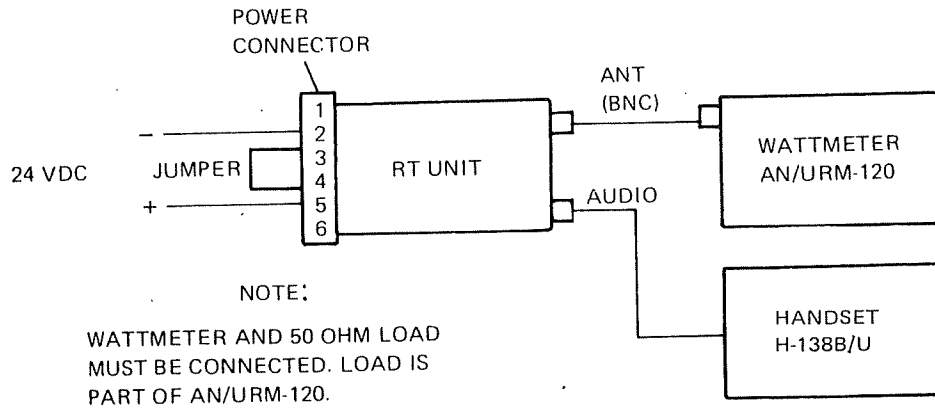 POWER
CONNECTOR
1
2
3
4
5
6
−
24 VDC
JUMPER
+
RT UNIT
ANT
(BNC)
AUDIO
WATTMETER
AN/URM-120
HANDSET
H-138B/U
NOTE:
WATTMETER AND 50 OHM LOAD
MUST BE CONNECTED. LOAD IS
PART OF AN/URM-120.